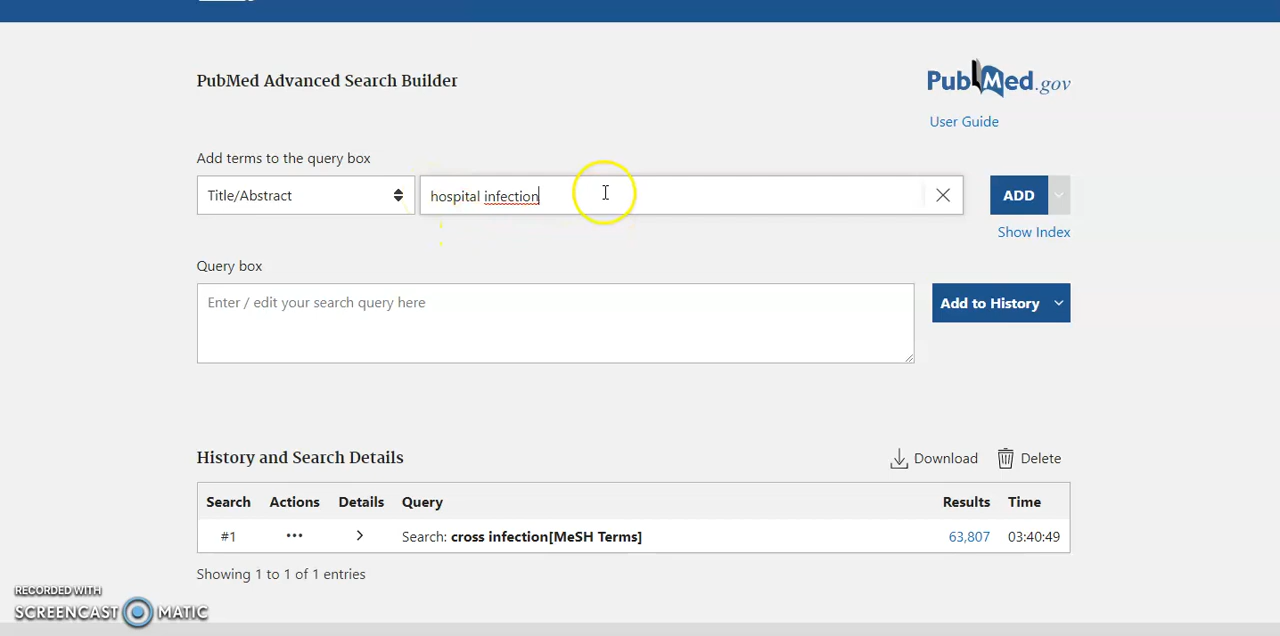 PubMed Advanced Search Builder
PubMed.gov
User Guide
Add terms to the query box
Title/Abstract hospital infection ADD
Show Index
Query box
Enter / edit your search query here
Add to History
History and Search Details Download Delete
Search Actions Details Query Results Time
#1 ••• Search: cross infection[MeSH Terms] 63,807 03:40:49
Showing 1 to 1 of 1 entries
RECORDED WITH
SCREENCAST MATIC